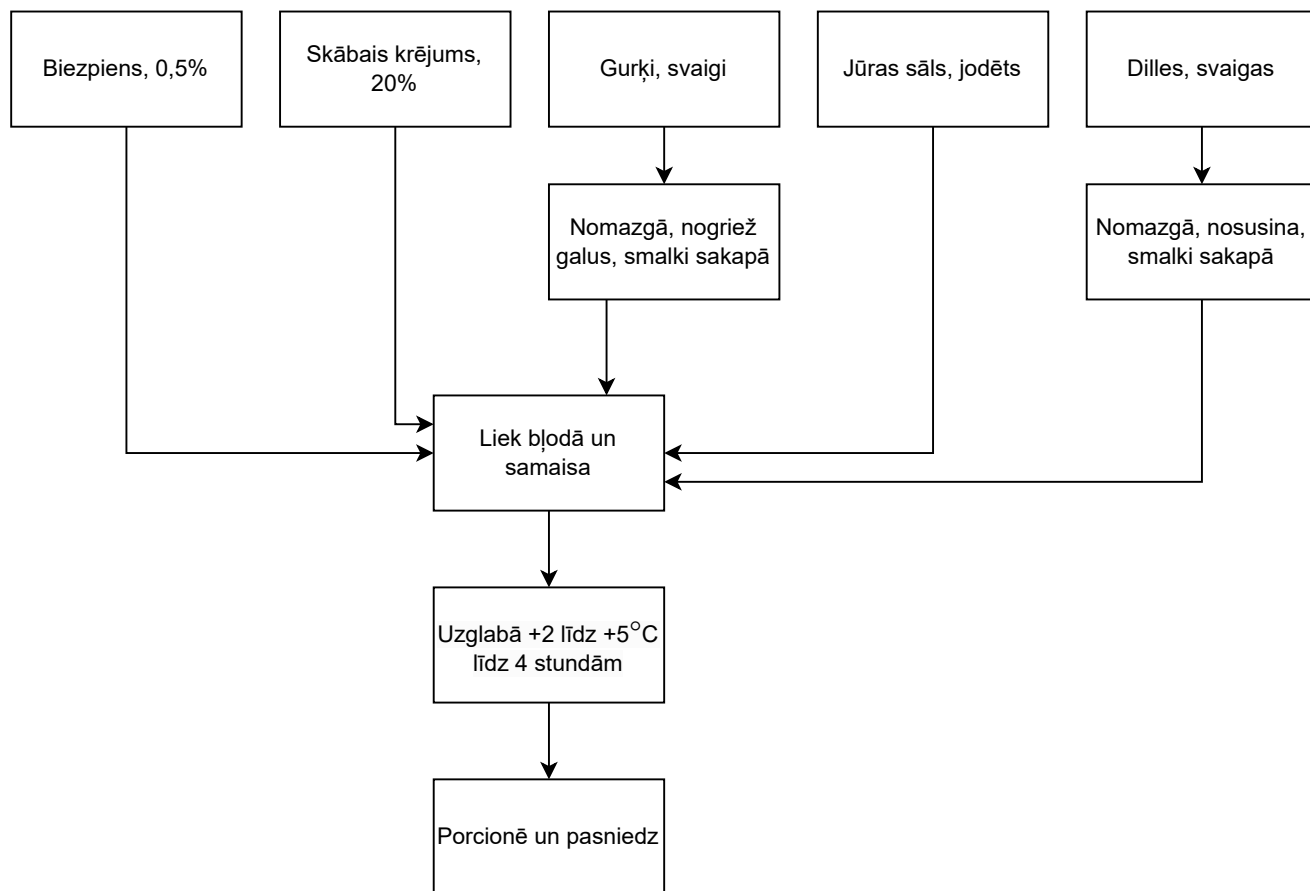 Biezpiens, 0,5%
Skābais krējums,
20%
Gurķi, svaigi
Jūras sāls, jodēts
Dilles, svaigas
Nomazgā, nogriež
galus, smalki sakapā
Nomazgā, nosusina,
smalki sakapā
Liek bļodā un
samaisa
Uzglabā +2 līdz +5°C
līdz 4 stundām
Porcionē un pasniedz